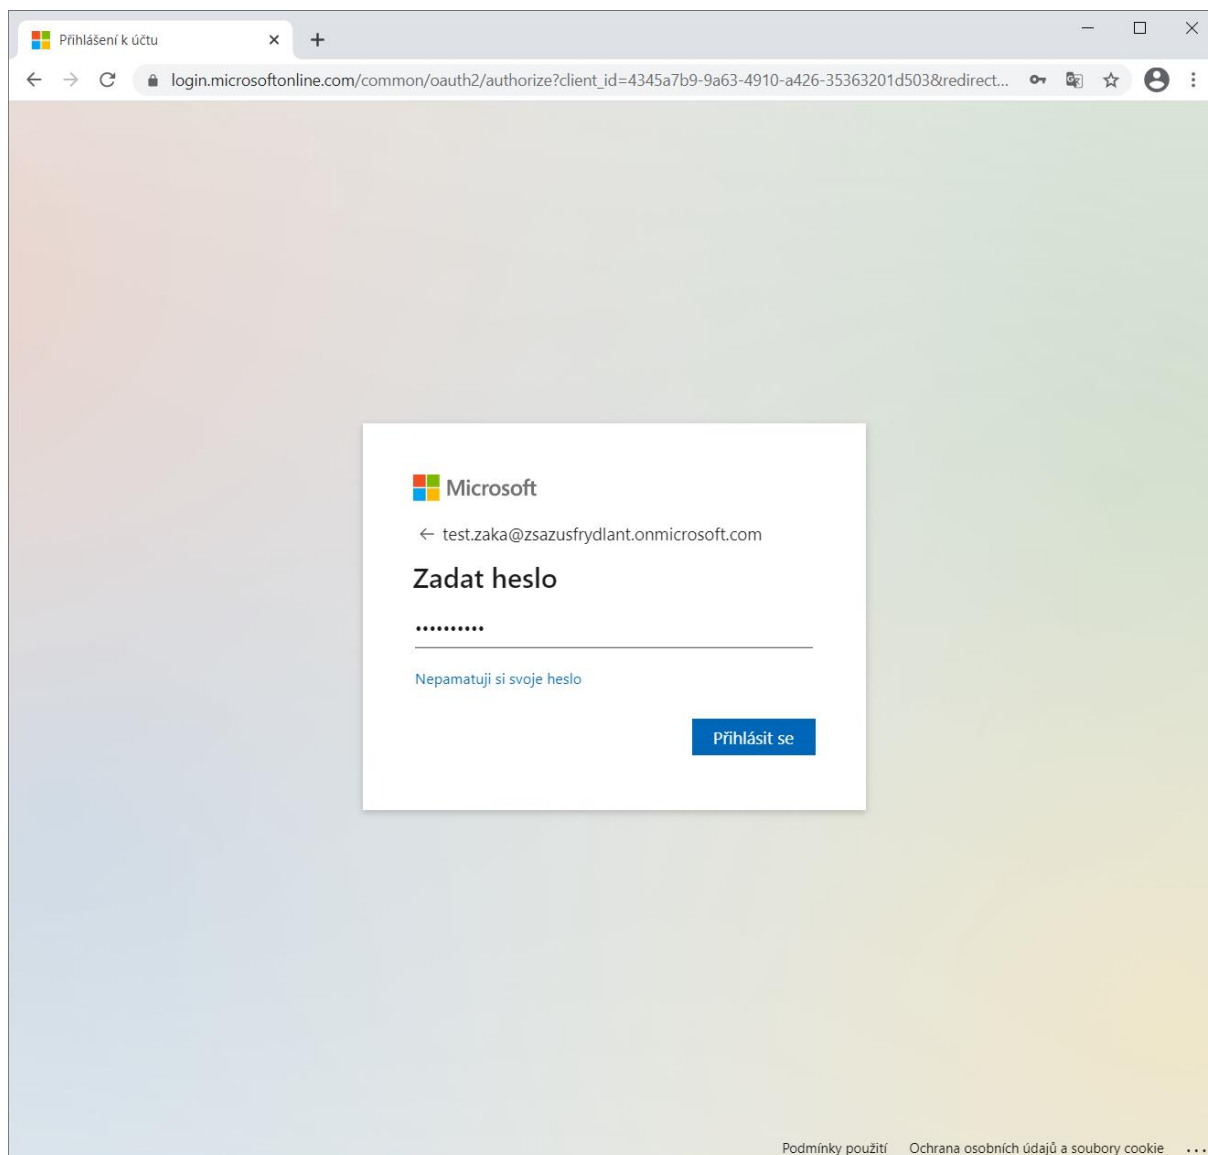 Přihlášení k účtu
login.microsoftonline.com/common/oauth2/authorize?client_id=4345a7b9-9a63-4910-a426-35363201d503&redirect...
Microsoft
test.zaka@zsazusfrydlant.onmicrosoft.com
Zadat heslo
••••••••••
Nepamatuji si svoje heslo
Přihlásit se
Podmínky použití Ochrana osobních údajů a soubory cookie ...